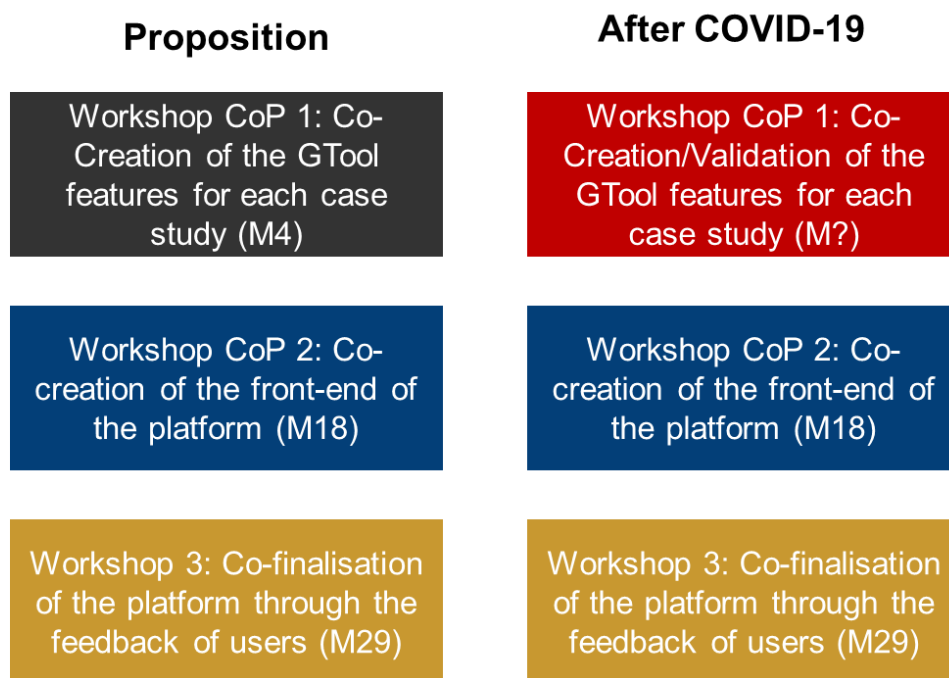 Proposition
Workshop CoP 1: Co-
Creation of the GTool
features for each case
study (M4)
Workshop CoP 2: Co-
creation of the front-end of
the platform (M18)
Workshop 3: Co-finalisation
of the platform through the
feedback of users (M29)
After COVID-19
Workshop CoP 1: Co-
Creation/Validation of the
GTool features for each
case study (M?)
Workshop CoP 2: Co-
creation of the front-end of
the platform (M18)
Workshop 3: Co-finalisation
of the platform through the
feedback of users (M29)